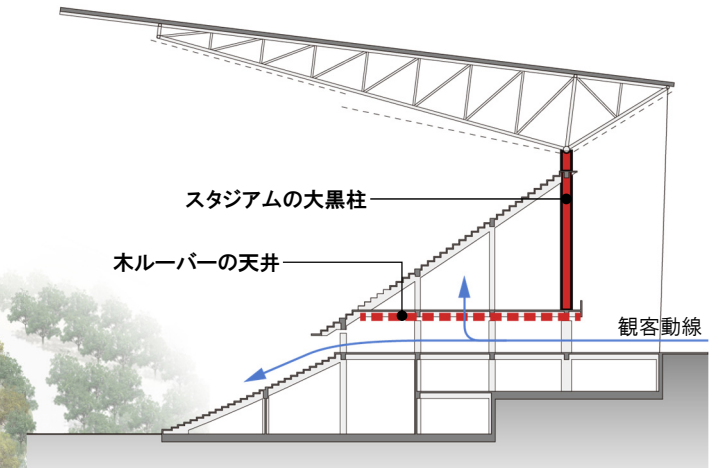 スタジアムの大黒柱
木ルーバーの天井
観客動線